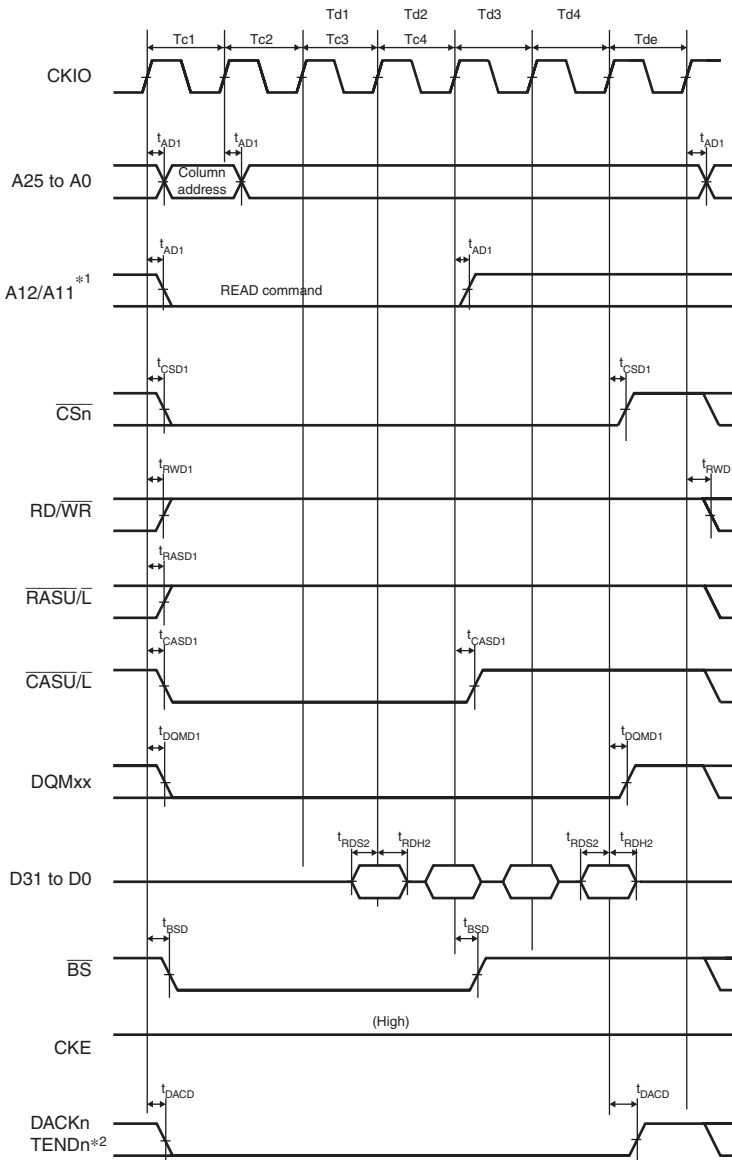 Td1 Td2 Td3 Td4
Tc1 Tc2 Tc3 Tc4 Tde
CKIO
tAD1 tAD1 tAD1
A25 to A0
Column address
tAD1 tAD1
A12/A11*1
READ command
tCSD1 tCSD1
CSn
tRWD1 tRWD1
RD/WR
tRASD1
RASU/L
tCASD1 tCASD1
CASU/L
tDQMD1 tDQMD1
DQMxx
tRDS2 tRDH2 tRDS2 tRDH2
D31 to D0
tBSD tBSD
BS
(High)
CKE
tDACD tDACD
DACKn
TENDn*2